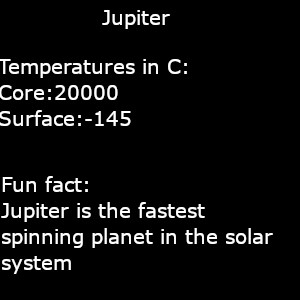 Jupiter
Temperatures in C:
Core:20000
Surface:-145
Fun fact:
Jupiter is the fastest
spinning planet in the solar
system